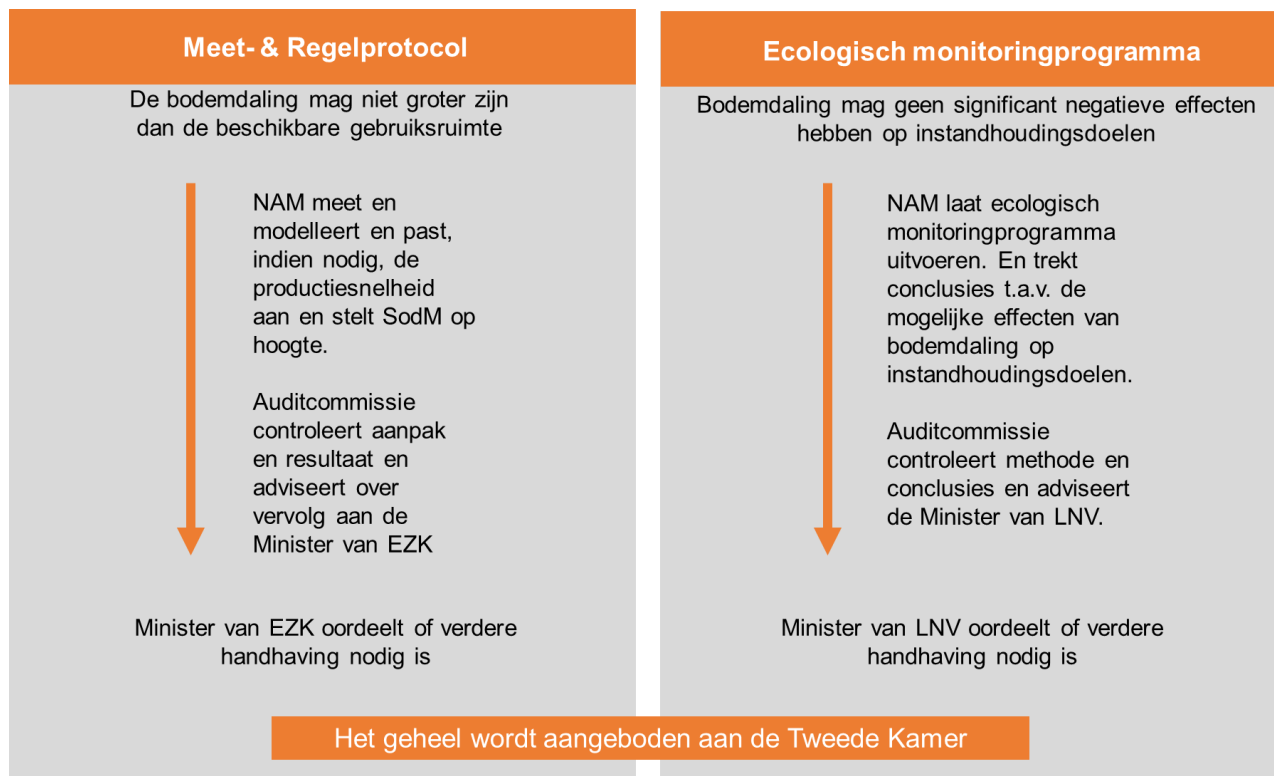 Meet- & Regelprotocol
De bodemdaling mag niet groter zijn
dan de beschikbare gebruiksruimte
NAM meet en
modelleert en past,
indien nodig, de
productiesnelheid
aan en stelt SodM op
hoogte.
Auditcommissie
controleert aanpak
en resultaat en
adviseert over
vervolg aan de
Minister van EZK
Minister van EZK oordeelt of verdere
handhaving nodig is
Ecologisch monitoringprogramma
Bodemdaling mag geen significant negatieve effecten
hebben op instandhoudingsdoelen
NAM laat ecologisch
monitoringprogramma
uitvoeren. En trekt
conclusies t.a.v. de
mogelijke effecten van
bodemdaling op
instandhoudingsdoelen.
Auditcommissie
controleert methode en
conclusies en adviseert
de Minister van LNV.
Minister van LNV oordeelt of verdere
handhaving nodig is
Het geheel wordt aangeboden aan de Tweede Kamer